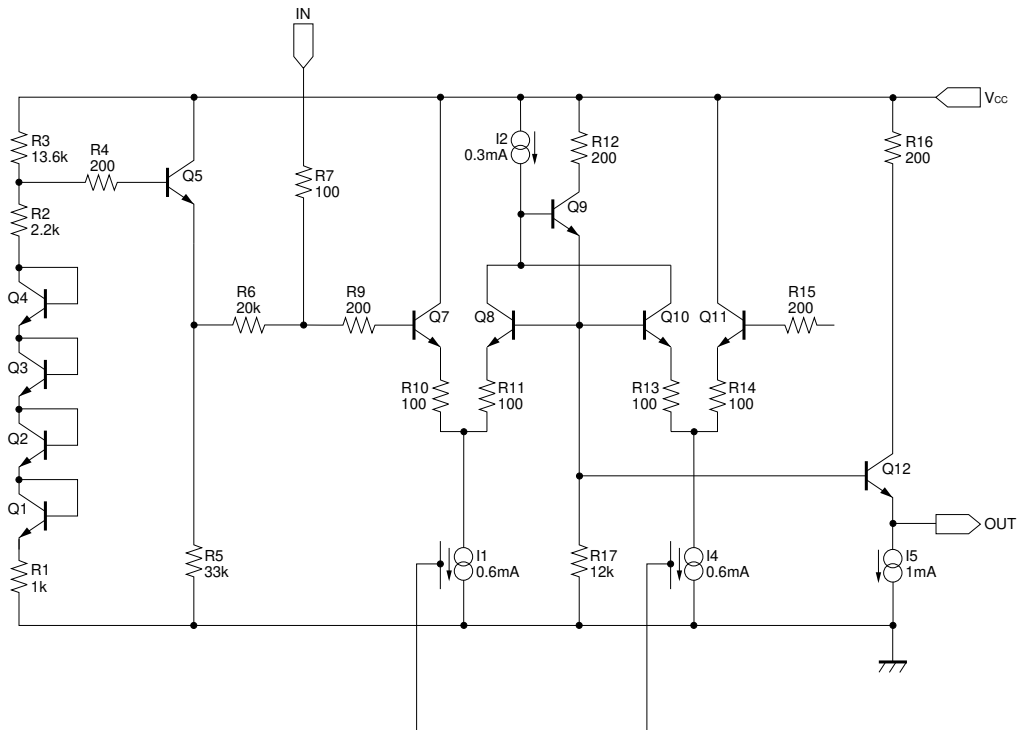 IN
VCC
R3
13.6k
R4
200
Q5
R7
100
I2
0.3mA
R12
200
R16
200
R2
2.2k
Q9
Q4
R6
20k
R9
200
Q7
Q8
Q10
Q11
R15
200
Q3
R10
100
R11
100
R13
100
R14
100
Q2
Q12
Q1
OUT
R5
33k
I1
0.6mA
R17
12k
I4
0.6mA
I5
1mA
R1
1k